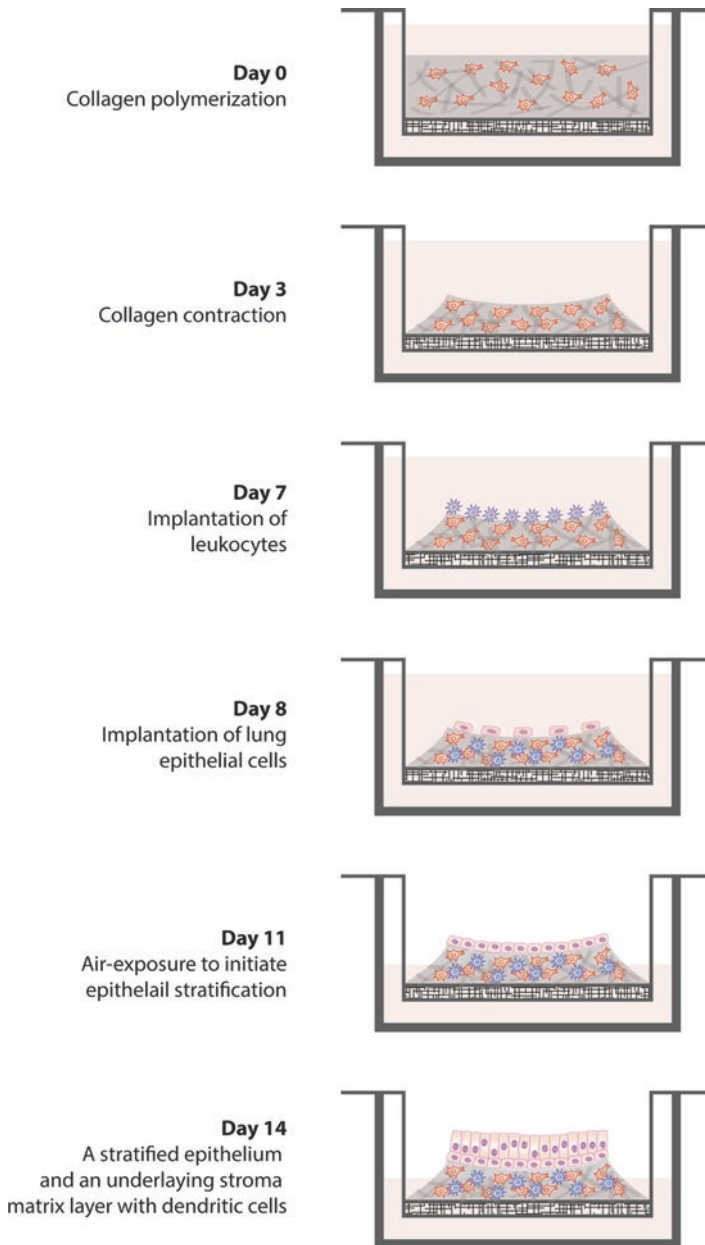 Day 0
Collagen polymerization
Day 3
Collagen contraction
Day 7
Implantation of
leukocytes
Day 8
Implantation of lung
epithelial cells
Day 11
Air-exposure to initiate
epithelail stratification
Day 14
A stratified epithelium
and an underlaying stroma
matrix layer with dendritic cells